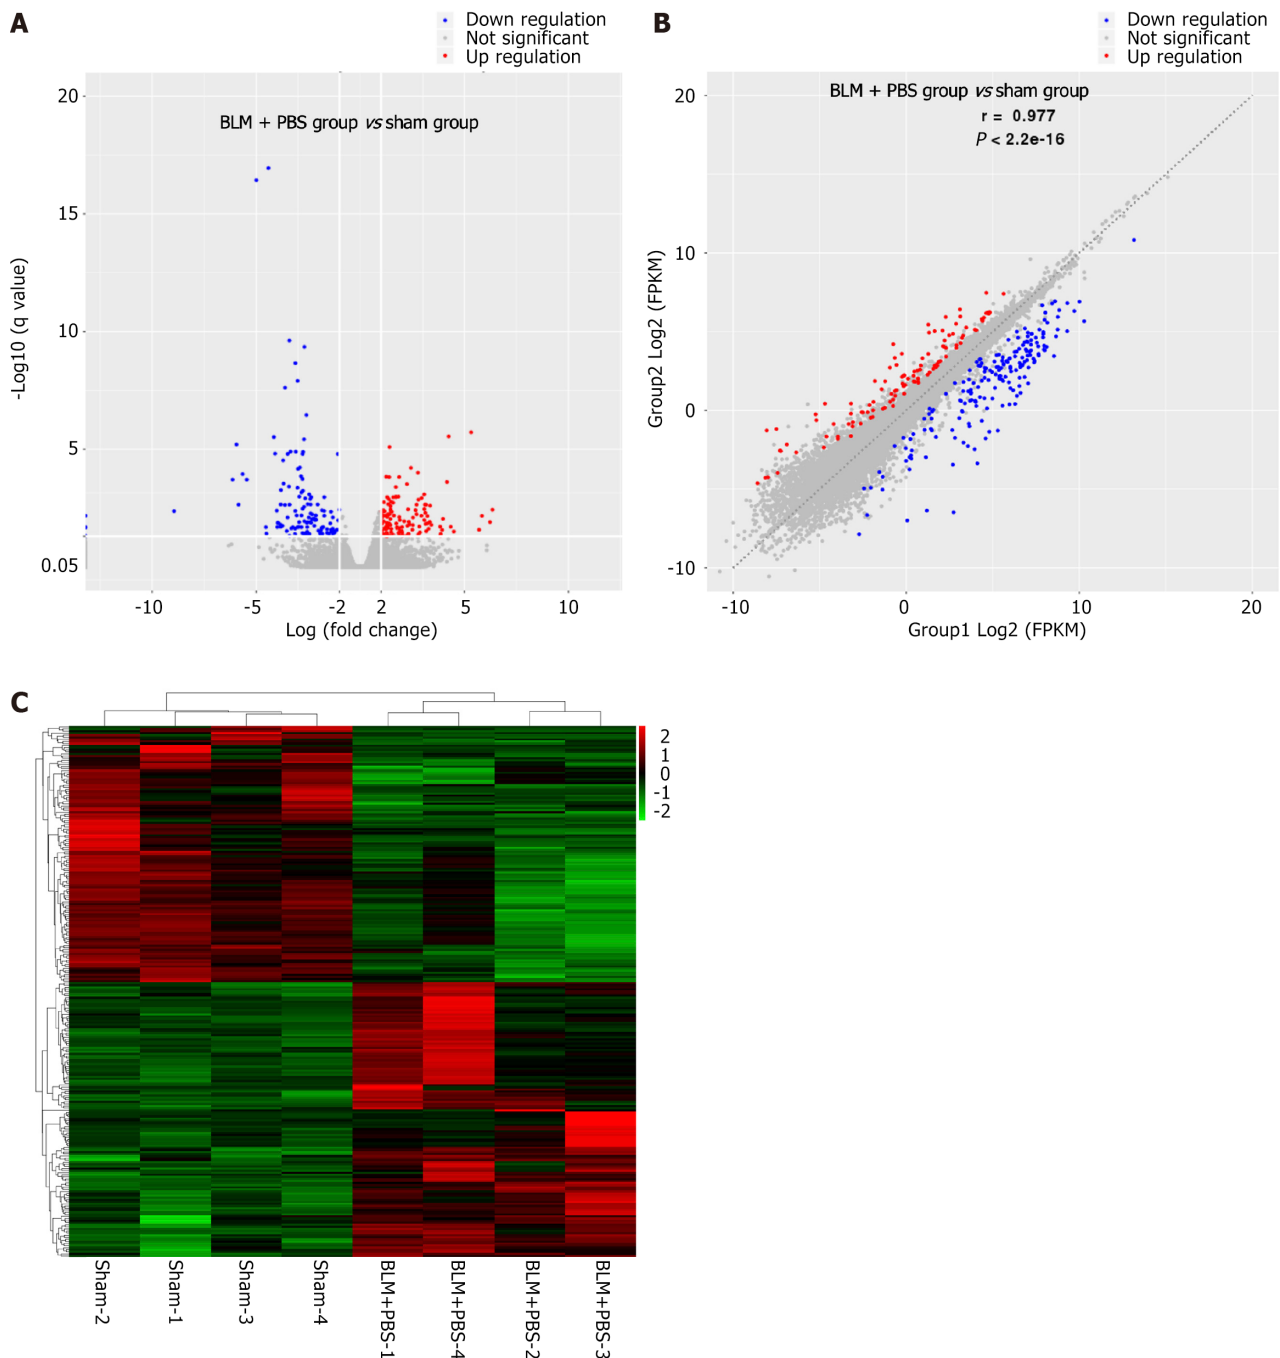 A
Down regulation
Not significant
Up regulation
BLM + PBS group vs sham group
20
15
10
5
0.05
-Log10 (q value)
-10
-5
-2
2
5
10
Log (fold change)
B
Down regulation
Not significant
Up regulation
BLM + PBS group vs sham group
r = 0.977
P < 2.2e-16
20
10
0
-10
Group2 Log2 (FPKM)
-10
0
10
20
Group1 Log2 (FPKM)
C
2
1
0
-1
-2
Sham-2
Sham-1
Sham-3
Sham-4
BLM+PBS-1
BLM+PBS-4
BLM+PBS-2
BLM+PBS-3